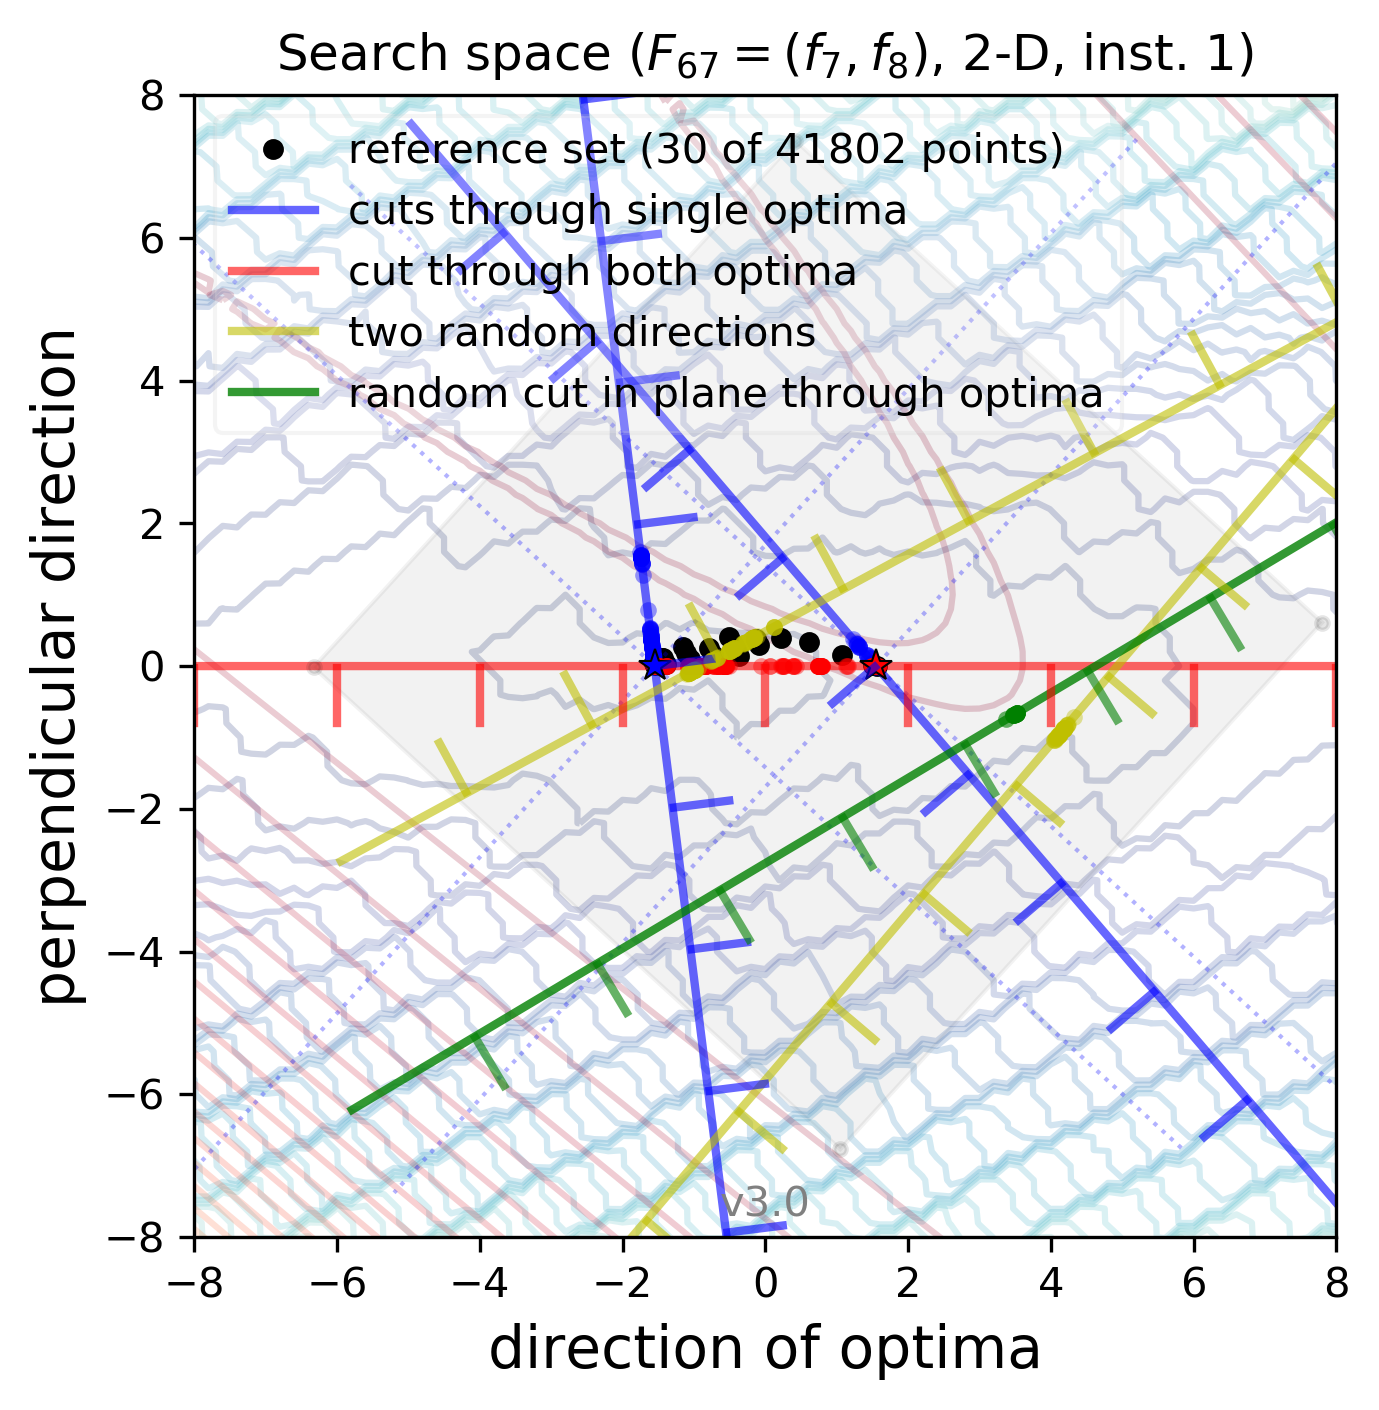 Search space (F₆₇ = (f₇, f₈), 2-D, inst. 1)
8
6
4
2
0
−2
−4
−6
−8
perpendicular direction
reference set (30 of 41802 points)
cuts through single optima
cut through both optima
two random directions
random cut in plane through optima
v3.0
−8 −6 −4 −2 0 2 4 6 8
direction of optima